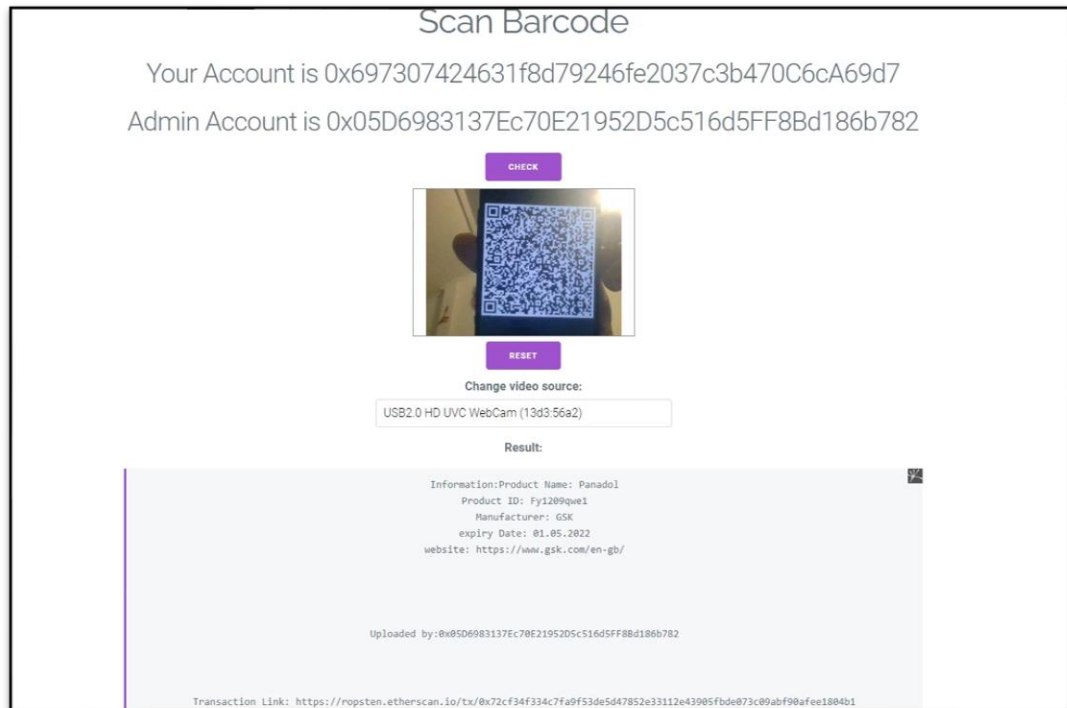 Scan Barcode
Your Account is 0x697307424631f8d79246fe2037c3b470C6cA69d7
Admin Account is 0x05D6983137Ec70E21952D5c516d5FF8Bd186b782
CHECK
RESET
Change video source:
USB2.0 HD UVC WebCam (13d3:56a2)
Result:
Information:Product Name: Panadol
Product ID: Fy1209qwe1
Manufacturer: GSK
expiry Date: 01.05.2022
website: https://www.gsk.com/en-gb/
Uploaded by:0x05D6983137Ec70E21952D5c516d5FF8Bd186b782
Transaction Link: https://ropsten.etherscan.io/tx/0x72cf34f334c7fa9f53de5d47852e33112e43905fbde073c09abf90afee1804b1